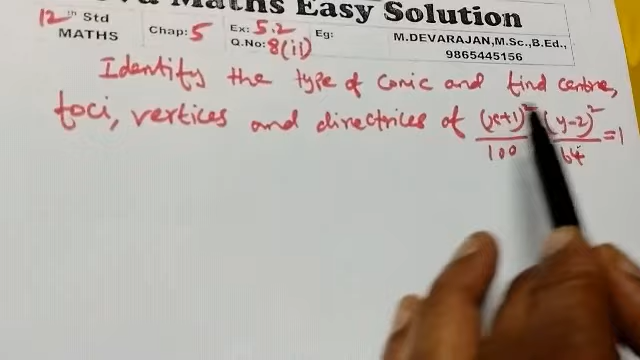 Maths Easy Solution
12th Std
MATHS
Chap: 5
Ex: 5.2
Q.No: 8(ii)
Eg:
M.DEVARAJAN,M.Sc.,B.Ed.,
9865445156
Identify the type of conic and find centre,
foci, vertices and directrices of (x+1)²/100 (y-2)²/64 = 1